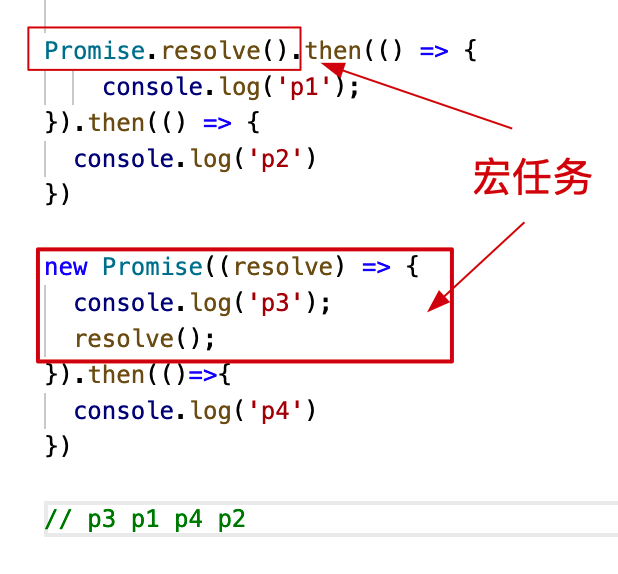 Promise.resolve().then(() => {
console.log('p1');
}).then(() => {
console.log('p2')
})
宏任务
new Promise((resolve) => {
console.log('p3');
resolve();
}).then(()=>{
console.log('p4')
})
// p3 p1 p4 p2